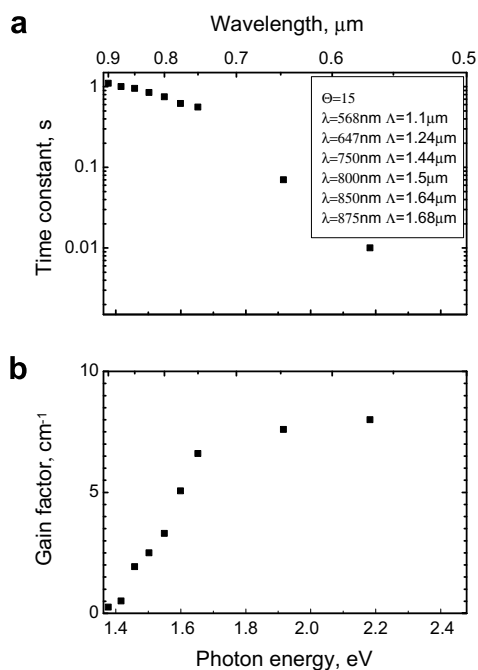 a
Wavelength, μm
0.9 0.8 0.7 0.6 0.5
Time constant, s
1
0.1
0.01
Θ=15
λ=568nm Λ=1.1μm
λ=647nm Λ=1.24μm
λ=750nm Λ=1.44μm
λ=800nm Λ=1.5μm
λ=850nm Λ=1.64μm
λ=875nm Λ=1.68μm
b
Gain factor, cm⁻¹
10
5
0
1.4 1.6 1.8 2.0 2.2 2.4
Photon energy, eV